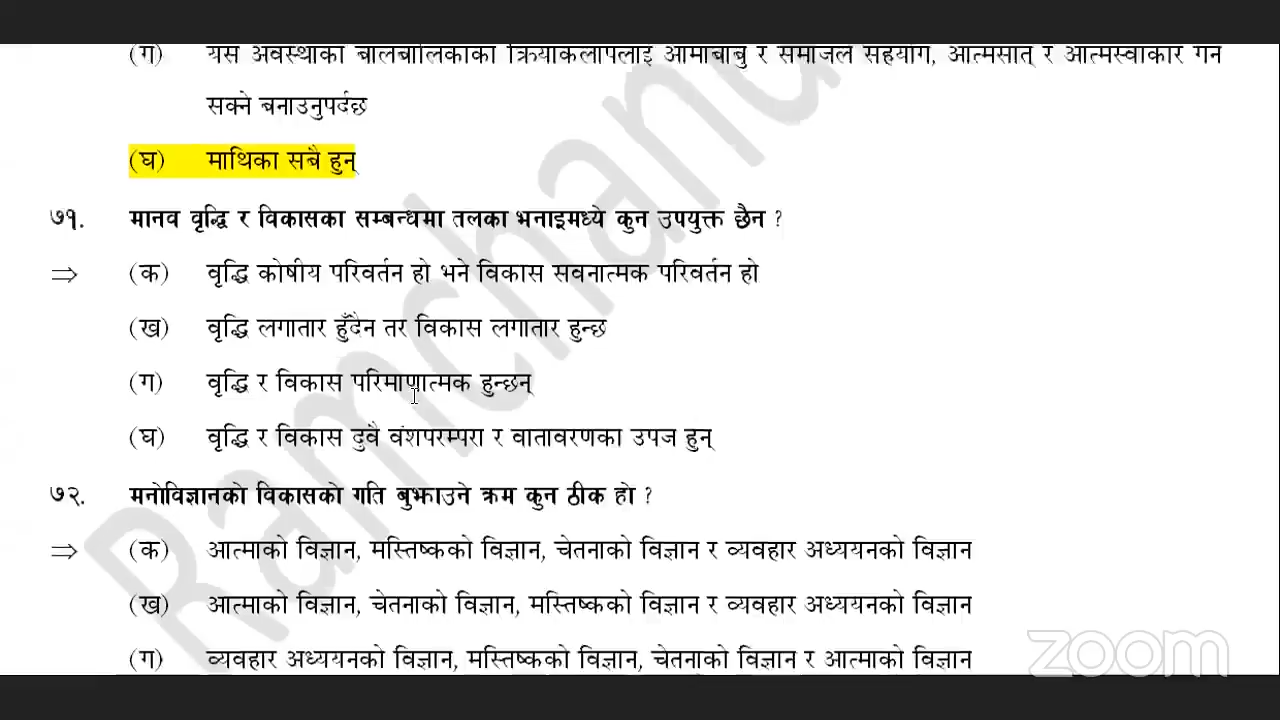 (ग) यस अवस्थाका बालबालिकाका क्रियाकलापलाई आमाबाबु र समाजले सहयोग, आत्मसात् र आत्मस्वीकार गर्न
सक्ने बनाउनुपर्दछ
(घ) माथिका सबै हुन्
७१. मानव वृद्धि र विकासका सम्बन्धमा तलका भनाइमध्ये कुन उपयुक्त छैन ?
⇒ (क) वृद्धि कोषीय परिवर्तन हो भने विकास सवनात्मक परिवर्तन हो
(ख) वृद्धि लगातार हुँदैन तर विकास लगातार हुन्छ
(ग) वृद्धि र विकास परिमाणात्मक हुन्छन्
(घ) वृद्धि र विकास दुवै वंशपरम्परा र वातावरणका उपज हुन्
७२. मनोविज्ञानको विकासको गति बुझाउने क्रम कुन ठीक हो ?
⇒ (क) आत्माको विज्ञान, मस्तिष्कको विज्ञान, चेतनाको विज्ञान र व्यवहार अध्ययनको विज्ञान
(ख) आत्माको विज्ञान, चेतनाको विज्ञान, मस्तिष्कको विज्ञान र व्यवहार अध्ययनको विज्ञान
(ग) व्यवहार अध्ययनको विज्ञान, मस्तिष्कको विज्ञान, चेतनाको विज्ञान र आत्माको विज्ञान
Ramchand
zoom